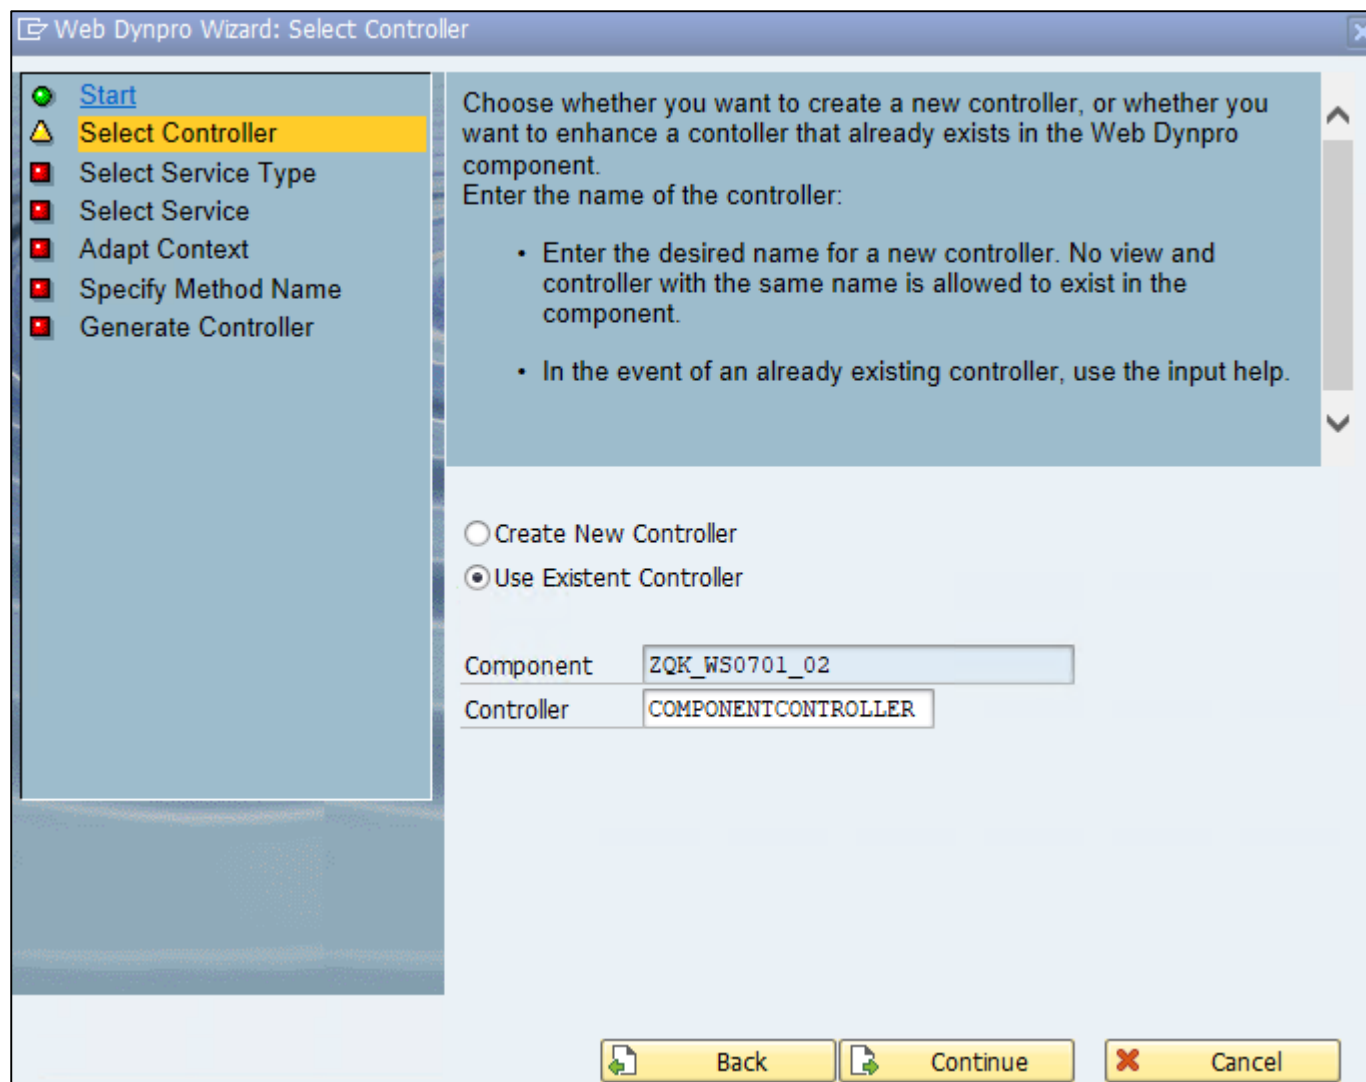 Web Dynpro Wizard: Select Controller
Start
Select Controller
Select Service Type
Select Service
Adapt Context
Specify Method Name
Generate Controller
Choose whether you want to create a new controller, or whether you
want to enhance a contoller that already exists in the Web Dynpro
component.
Enter the name of the controller:
• Enter the desired name for a new controller. No view and
controller with the same name is allowed to exist in the
component.
• In the event of an already existing controller, use the input help.
Create New Controller
Use Existent Controller
Component ZQK_WS0701_02
Controller COMPONENTCONTROLLER
Back Continue Cancel